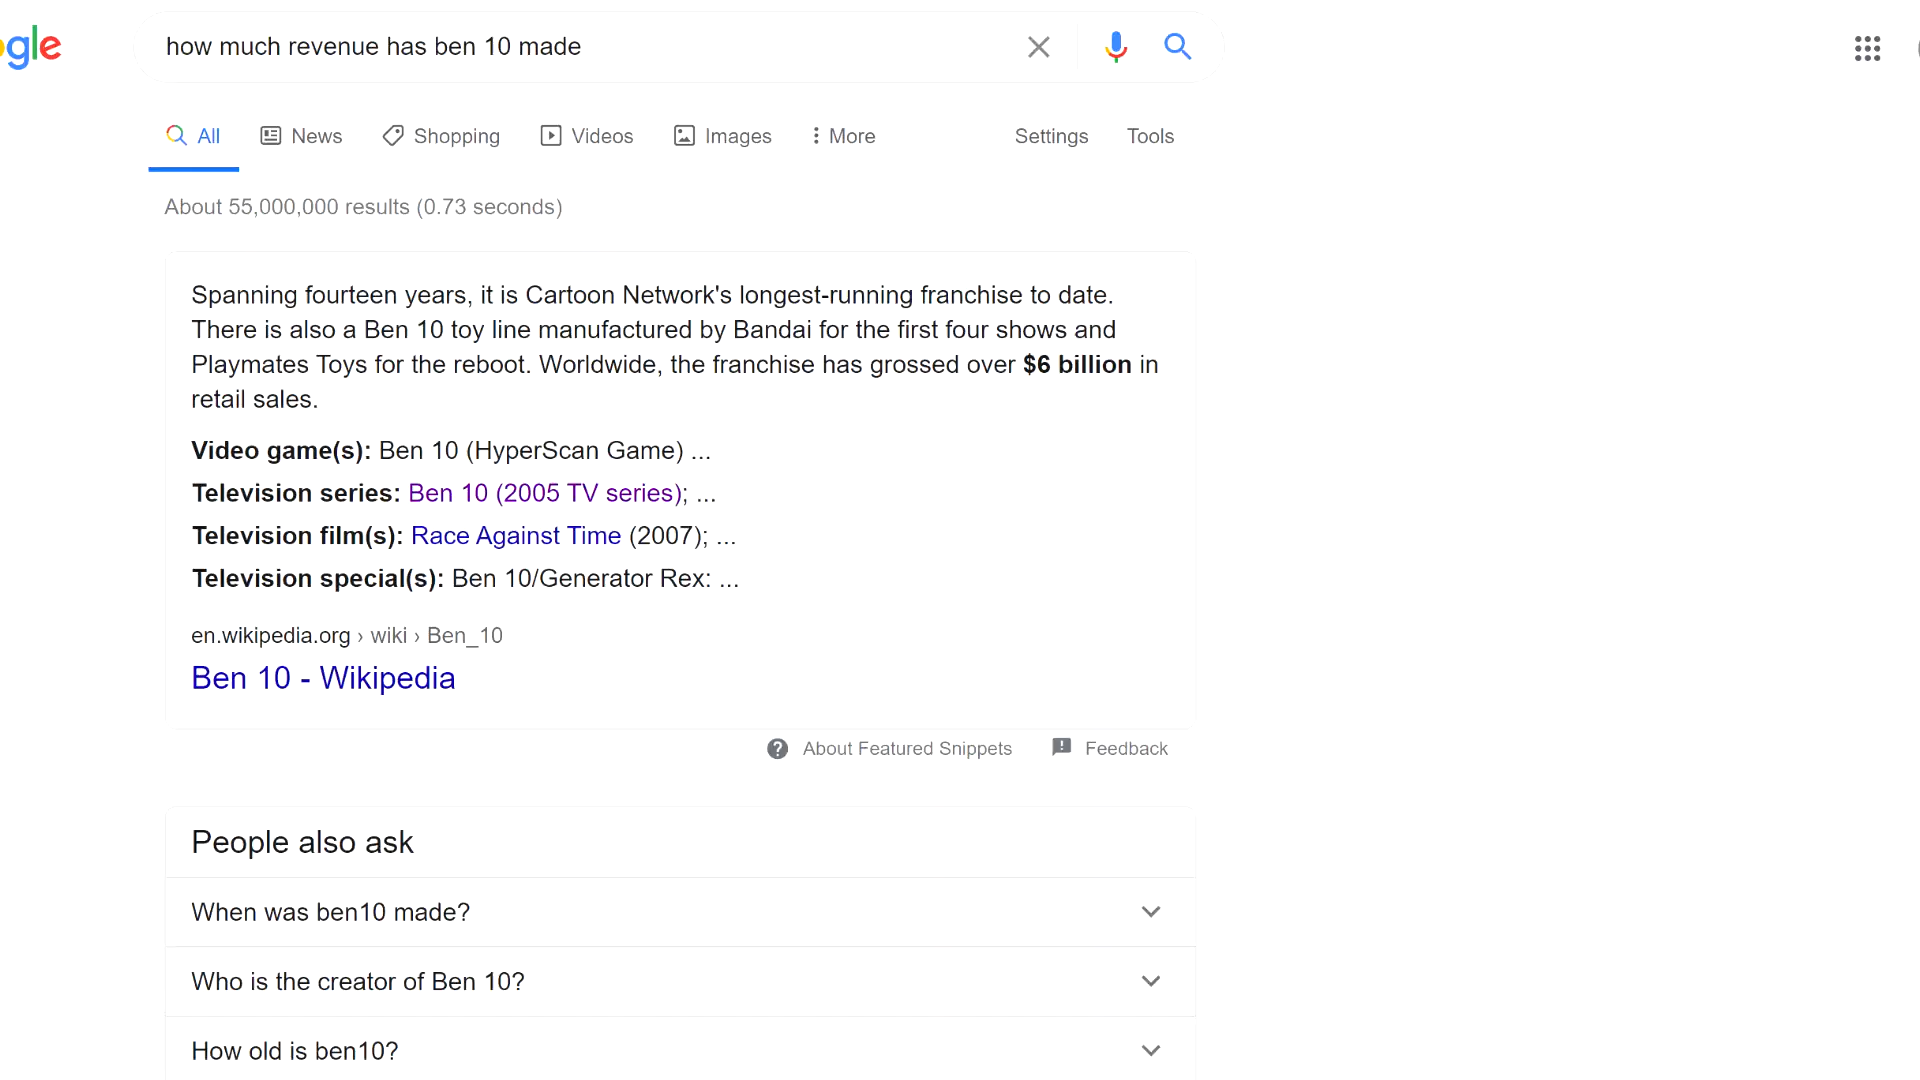 gle
how much revenue has ben 10 made
All News Shopping Videos Images More Settings Tools
About 55,000,000 results (0.73 seconds)
Spanning fourteen years, it is Cartoon Network's longest-running franchise to date.
There is also a Ben 10 toy line manufactured by Bandai for the first four shows and
Playmates Toys for the reboot. Worldwide, the franchise has grossed over $6 billion in
retail sales.
Video game(s): Ben 10 (HyperScan Game) ...
Television series: Ben 10 (2005 TV series); ...
Television film(s): Race Against Time (2007); ...
Television special(s): Ben 10/Generator Rex: ...
en.wikipedia.org › wiki › Ben_10
Ben 10 - Wikipedia
About Featured Snippets Feedback
People also ask
When was ben10 made?
Who is the creator of Ben 10?
How old is ben10?